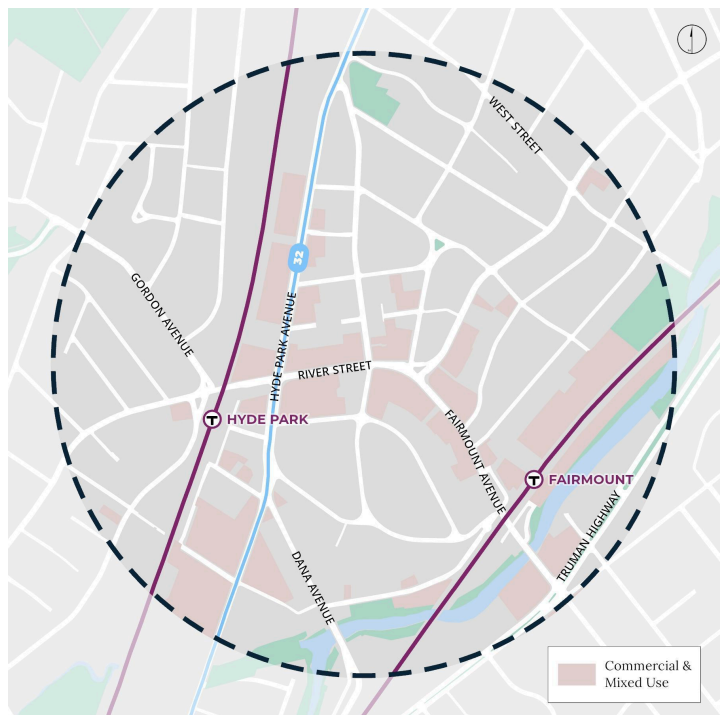 WEST STREET
32
GORDON AVENUE
HYDE PARK AVENUE
RIVER STREET
T HYDE PARK
FAIRMOUNT AVENUE
T FAIRMOUNT
TRUMAN HIGHWAY
DANA AVENUE
Commercial &
Mixed Use